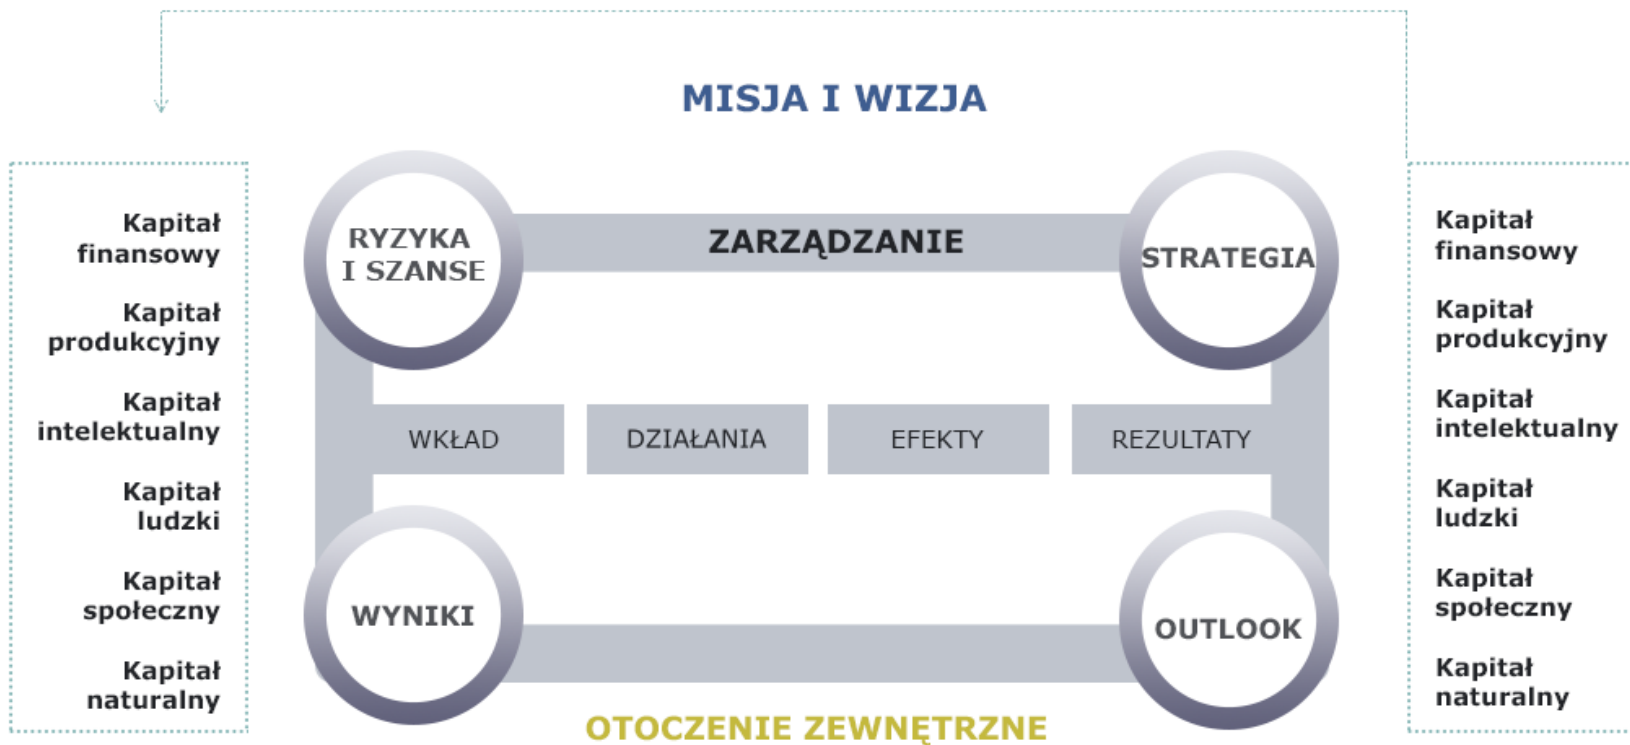 MISJA I WIZJA
Kapitał
finansowy
Kapitał
produkcyjny
Kapitał
intelektualny
Kapitał
ludzki
Kapitał
społeczny
Kapitał
naturalny
RYZYKA
I SZANSE
ZARZĄDZANIE
STRATEGIA
WKŁAD
DZIAŁANIA
EFEKTY
REZULTATY
WYNIKI
OUTLOOK
OTOCZENIE ZEWNĘTRZNE
Kapitał
finansowy
Kapitał
produkcyjny
Kapitał
intelektualny
Kapitał
ludzki
Kapitał
społeczny
Kapitał
naturalny